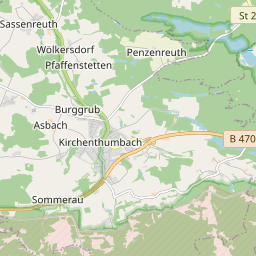 St 2
Sassenreuth
Wölkersdorf
Penzenreuth
Pfaffenstetten
Burggrub
Asbach
B 470
Kirchenthumbach
Sommerau